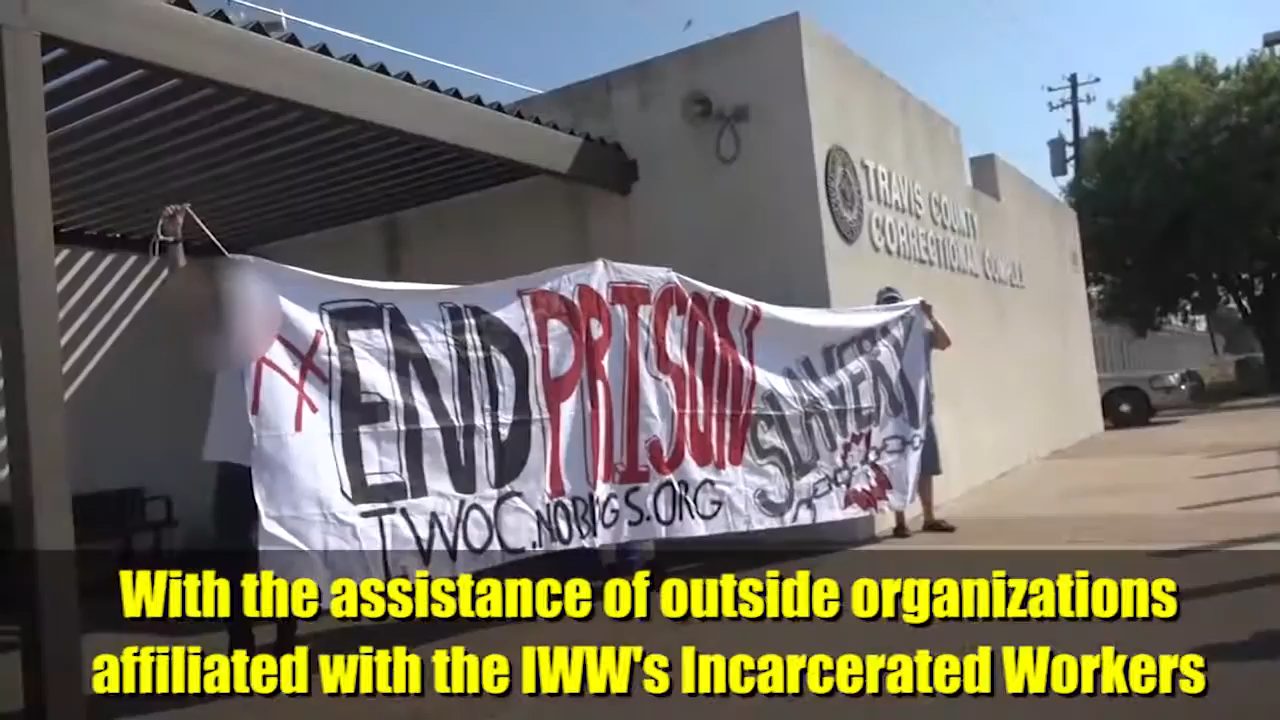 TRAVIS COUNTY
CORRECTIONAL COMPLEX
END PRISON SLAVERY
IWOC.NOBLOGS.ORG
With the assistance of outside organizations
affiliated with the IWW's Incarcerated Workers